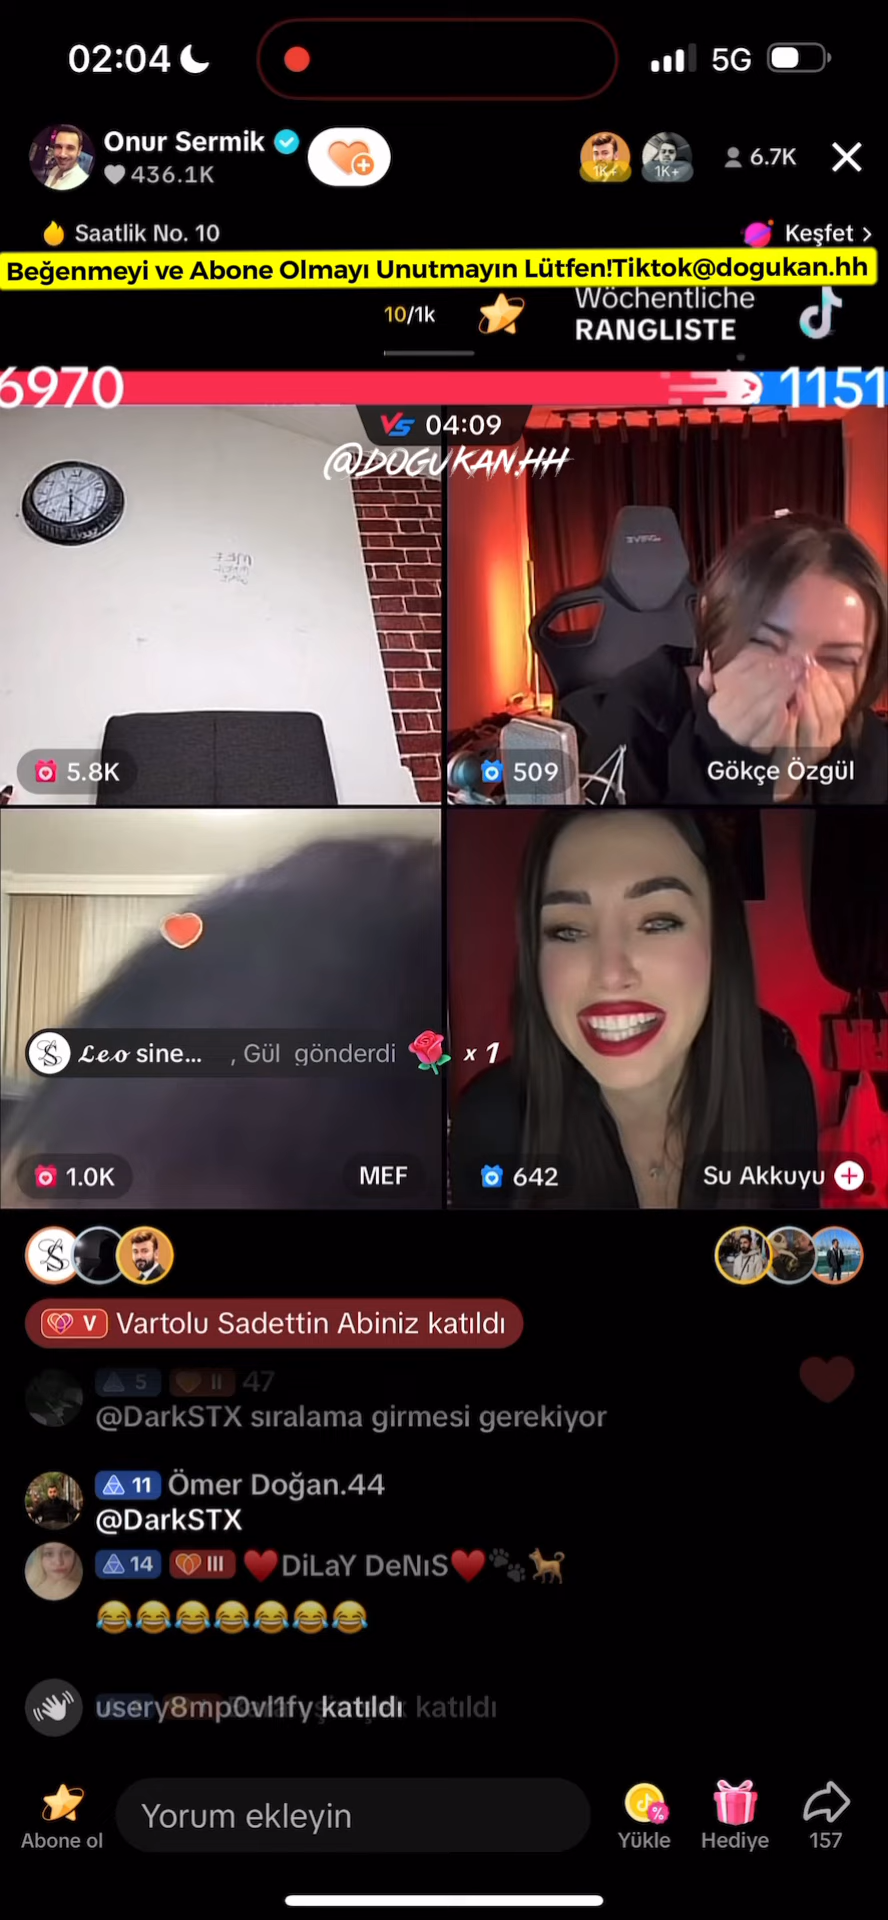 02:04
5G
Onur Sermik
436.1K
1K+
1K+
6.7K
Saatlik No. 10
Keşfet >
Beğenmeyi ve Abone Olmayı Unutmayın Lütfen!Tiktok@dogukan.hh
10/1k
Wöchentliche
RANGLISTE
6970
1151
VS 04:09
@DOGUKAN.HH
5.8K
509
Gökçe Özgül
Leo sine... , Gül gönderdi x 1
1.0K
MEF
642
Su Akkuyu
V Vartolu Sadettin Abiniz katıldı
5 II 47
@DarkSTX sıralama girmesi gerekiyor
11 Ömer Doğan.44
@DarkSTX
14 III DiLaY DeNıS
usery8mp0vl1fy katıldı
katıldı
Abone ol
Yorum ekleyin
Yükle
Hediye
157